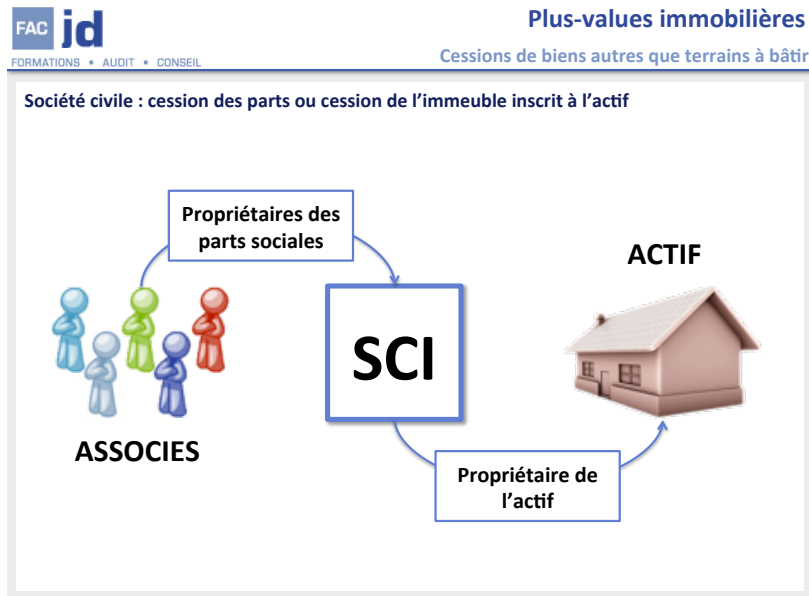 FAC jd
FORMATIONS • AUDIT • CONSEIL
Plus-values immobilières
Cessions de biens autres que terrains à bâtir
Société civile : cession des parts ou cession de l'immeuble inscrit à l'actif
Propriétaires des
parts sociales
ACTIF
SCI
ASSOCIES
Propriétaire de
l'actif